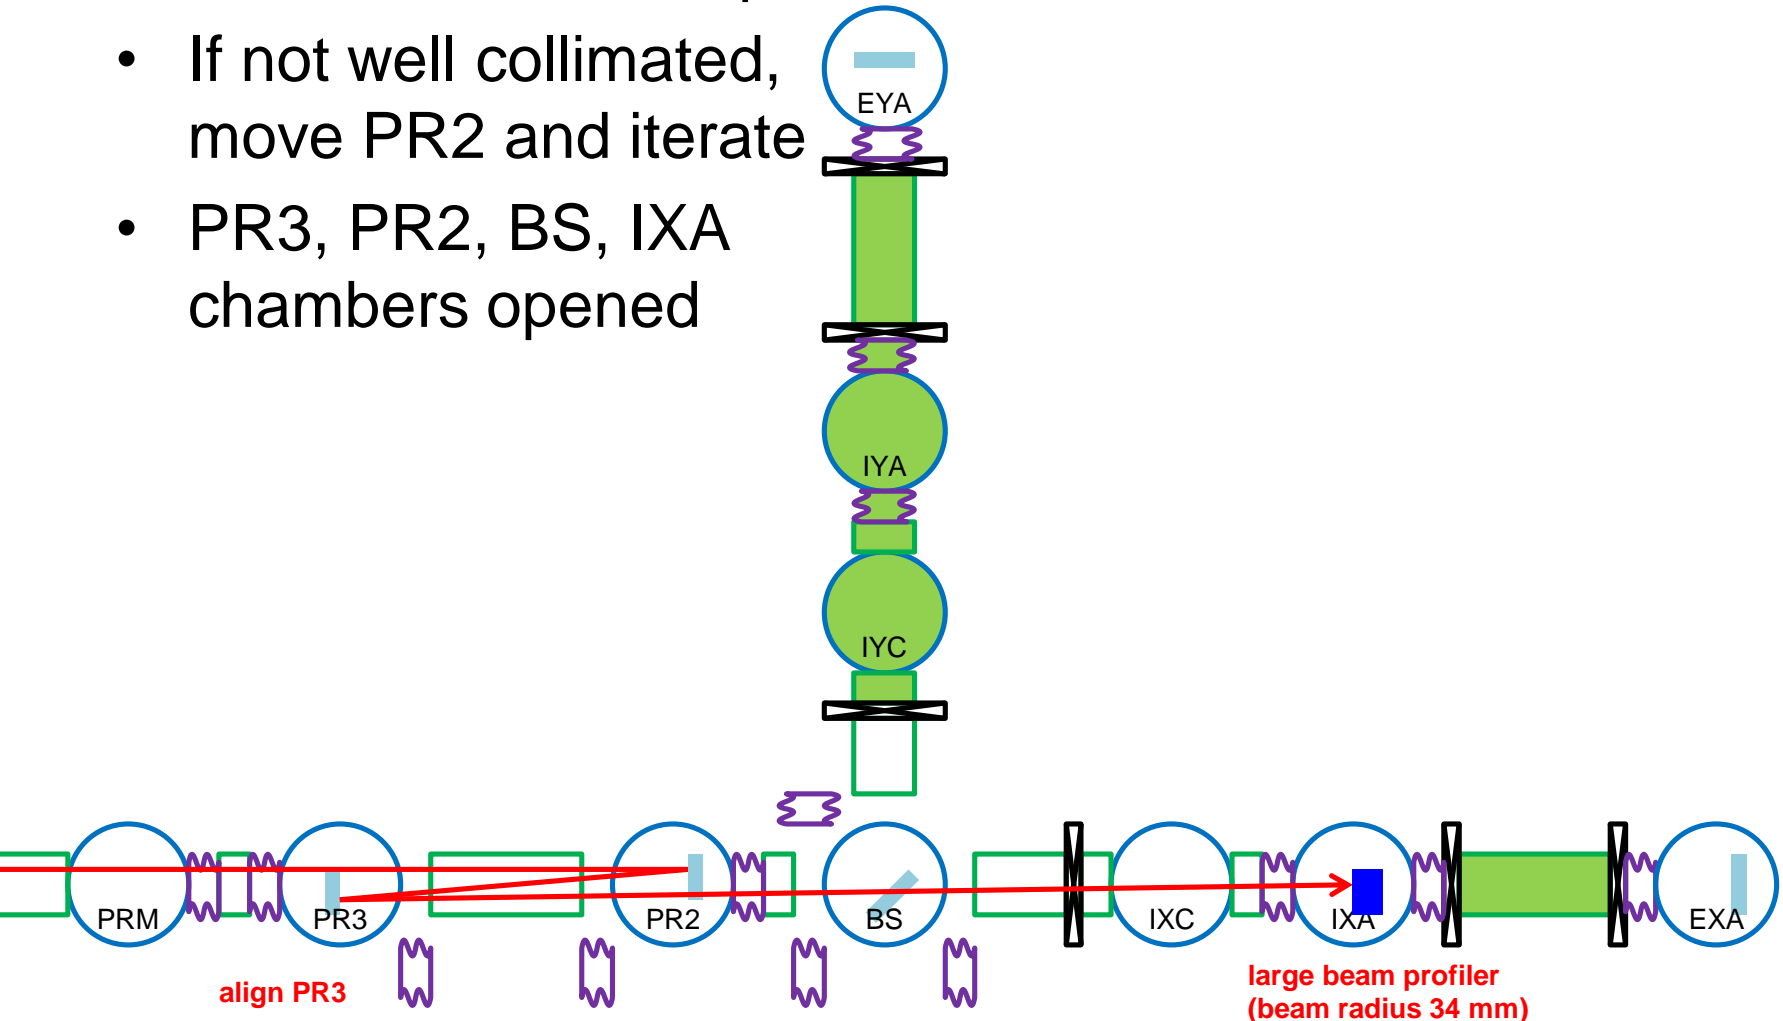 • If not well collimated,
move PR2 and iterate
• PR3, PR2, BS, IXA
chambers opened
EYA
IYA
IYC
PRM
PR3
PR2
BS
IXC
IXA
EXA
align PR3
large beam profiler
(beam radius 34 mm)